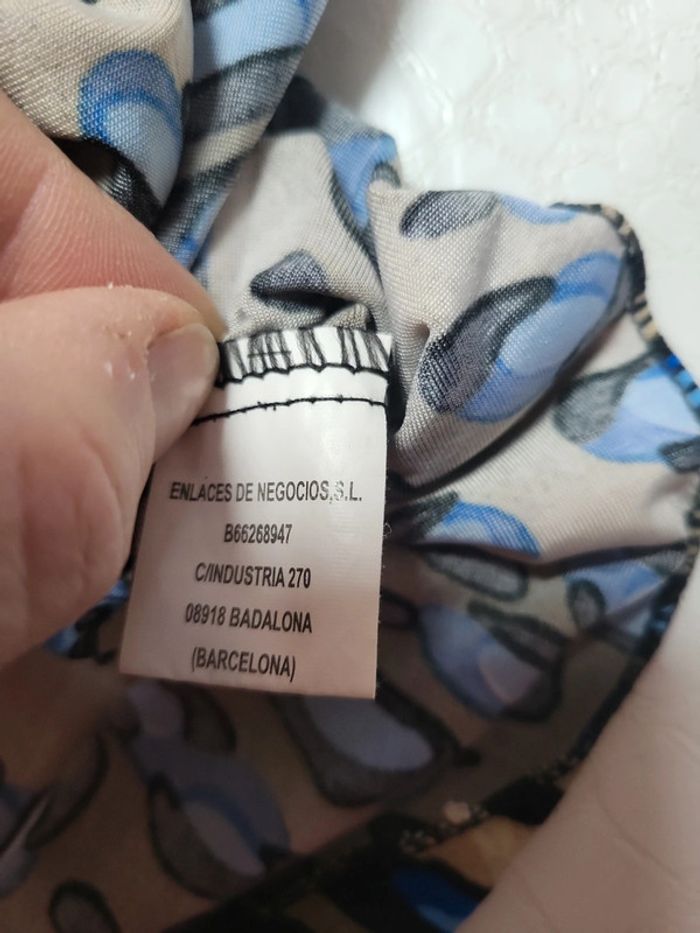 ENLACES DE NEGOCIOS,S.L.
B66268947
C/INDUSTRIA 270
08918 BADALONA
(BARCELONA)